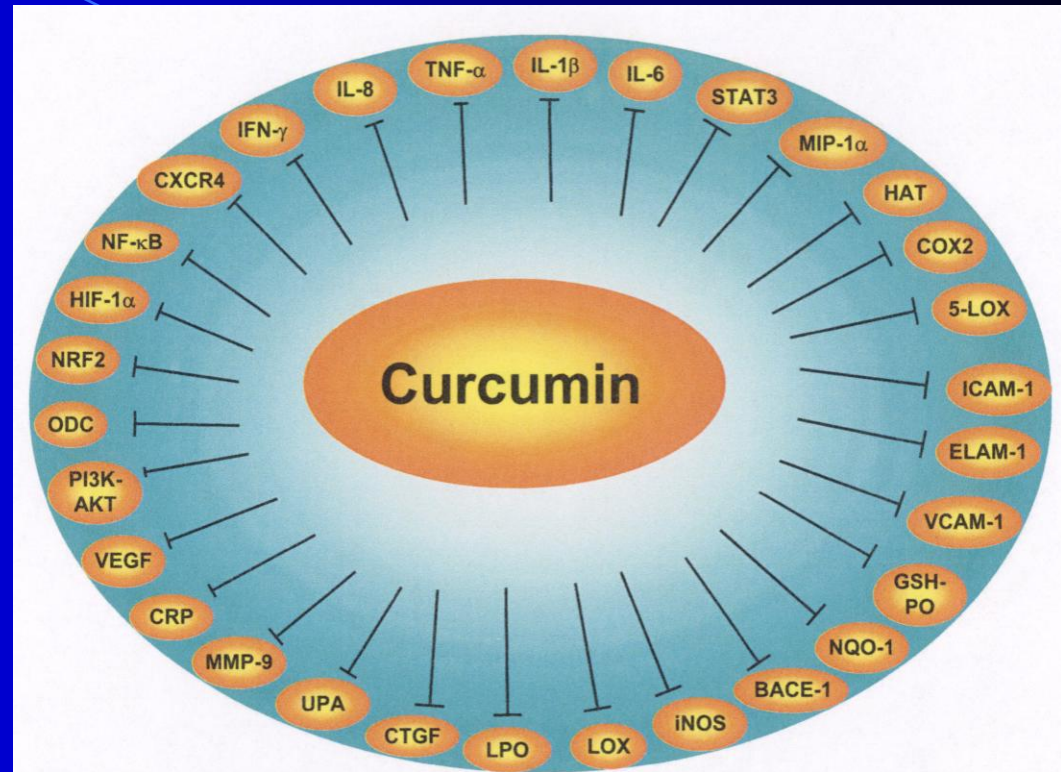 TNF-α
IL-1β
IL-6
STAT3
MIP-1α
HAT
COX2
5-LOX
ICAM-1
ELAM-1
VCAM-1
GSH-
PO
NQO-1
BACE-1
iNOS
LOX
LPO
CTGF
UPA
MMP-9
CRP
VEGF
PI3K-
AKT
ODC
NRF2
HIF-1α
NF-κB
CXCR4
IFN-γ
IL-8
Curcumin